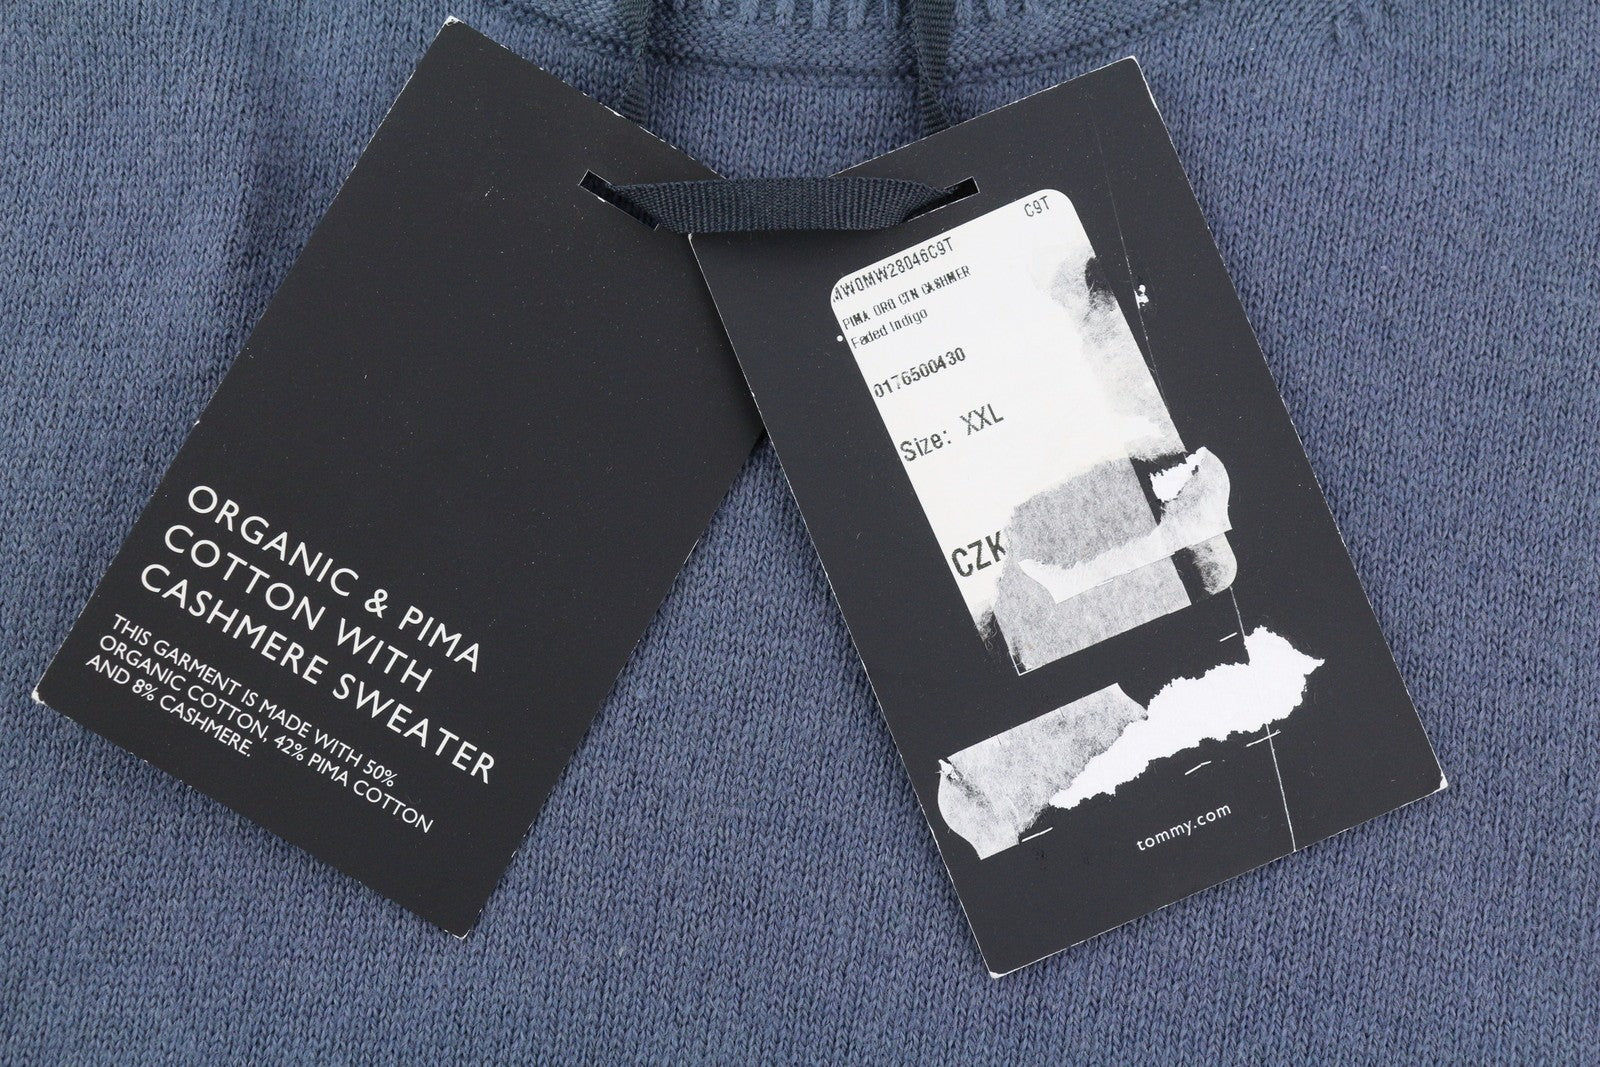 ORGANIC & PIMA
COTTON WITH
CASHMERE SWEATER
THIS GARMENT IS MADE WITH 50%
ORGANIC COTTON, 42% PIMA COTTON
AND 8% CASHMERE.
C9T
MW0MW28046C9T
PIMA ORG CTN CASHMER
Faded Indigo
0176500430
Size: XXL
CZK
tommy.com